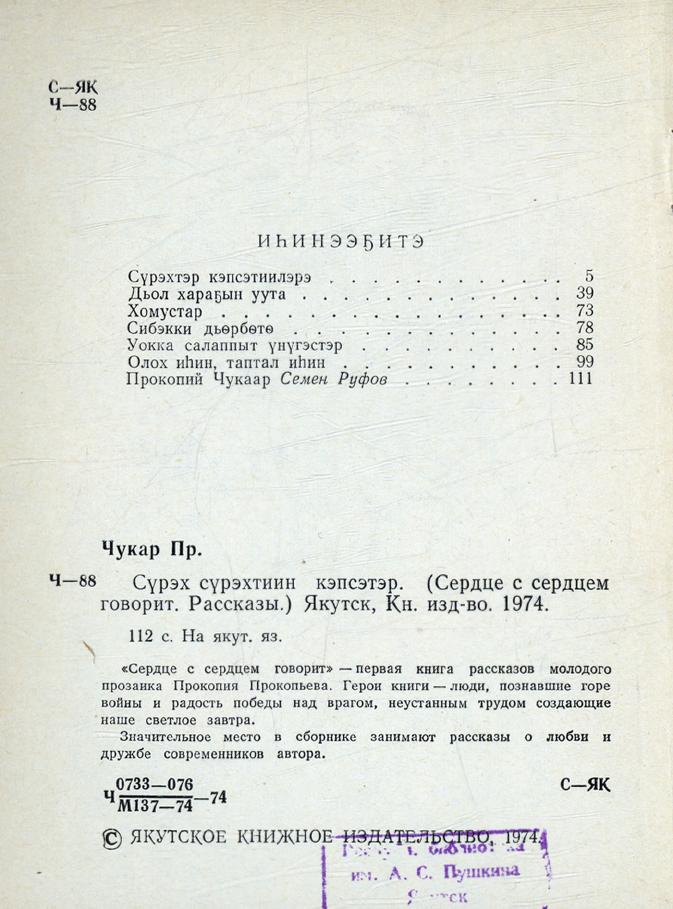 С—ЯК
Ч—88
ИҺИНЭЭҔИТЭ
Сүрэхтэр кэпсэтиилэрэ . . . . . . . . . . . . . . 5
Дьол хараҕын уута . . . . . . . . . . . . . . . 39
Хомустар . . . . . . . . . . . . . . . . . . . 73
Сибэкки дьөрбөтө . . . . . . . . . . . . . . . 78
Уокка салаппыт үнүгэстэр . . . . . . . . . . . 85
Олох иһин, таптал иһин . . . . . . . . . . . . 99
Прокопий Чукаар Семен Руфов . . . . . . . . 111
Чукар Пр.
Ч—88 Сүрэх сүрэхтиин кэпсэтэр. (Сердце с сердцем
говорит. Рассказы.) Якутск, Кн. изд-во. 1974.
112 с. На якут. яз.
«Сердце с сердцем говорит» — первая книга рассказов молодого
прозаика Прокопия Прокопьева. Герои книги — люди, познавшие горе
войны и радость победы над врагом, неустанным трудом создающие
наше светлое завтра.
Значительное место в сборнике занимают рассказы о любви и
дружбе современников автора.
Ч 0733—076
М137—74 —74
С—ЯК
© ЯКУТСКОЕ КНИЖНОЕ ИЗДАТЕЛЬСТВО, 1974.
им. А. С. Пушкина